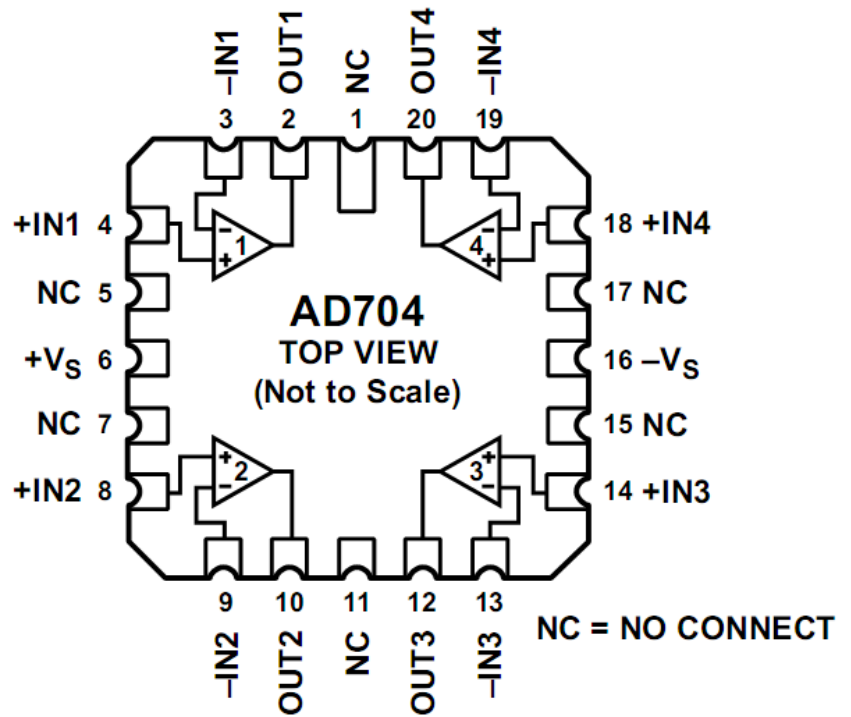 –IN1 OUT1 NC OUT4 –IN4
3 2 1 20 19
+IN1 4
– 1 +
– 4 +
18 +IN4
NC 5
17 NC
AD704
TOP VIEW
(Not to Scale)
+VS 6
16 –VS
NC 7
15 NC
+ 2 –
+ 3 –
+IN2 8
14 +IN3
9 10 11 12 13
–IN2 OUT2 NC OUT3 –IN3
NC = NO CONNECT